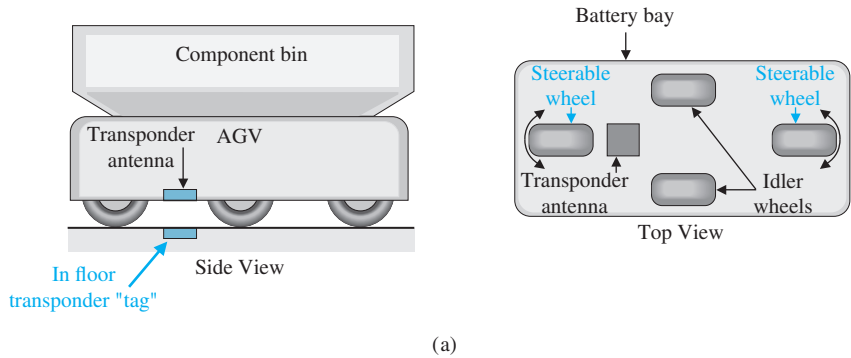 Component bin
Transponder
antenna
AGV
In floor
transponder "tag"
Side View
Battery bay
Steerable
wheel
Steerable
wheel
Transponder
antenna
Idler
wheels
Top View
(a)